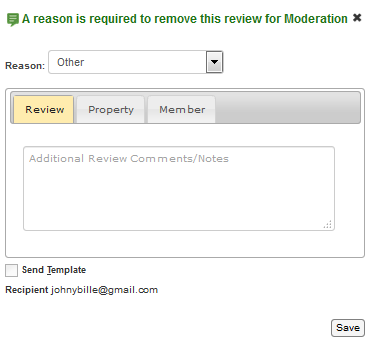 A reason is required to remove this review for Moderation
Reason: Other
Review Property Member
Additional Review Comments/Notes
Send Template
Recipient johnybille@gmail.com
Save